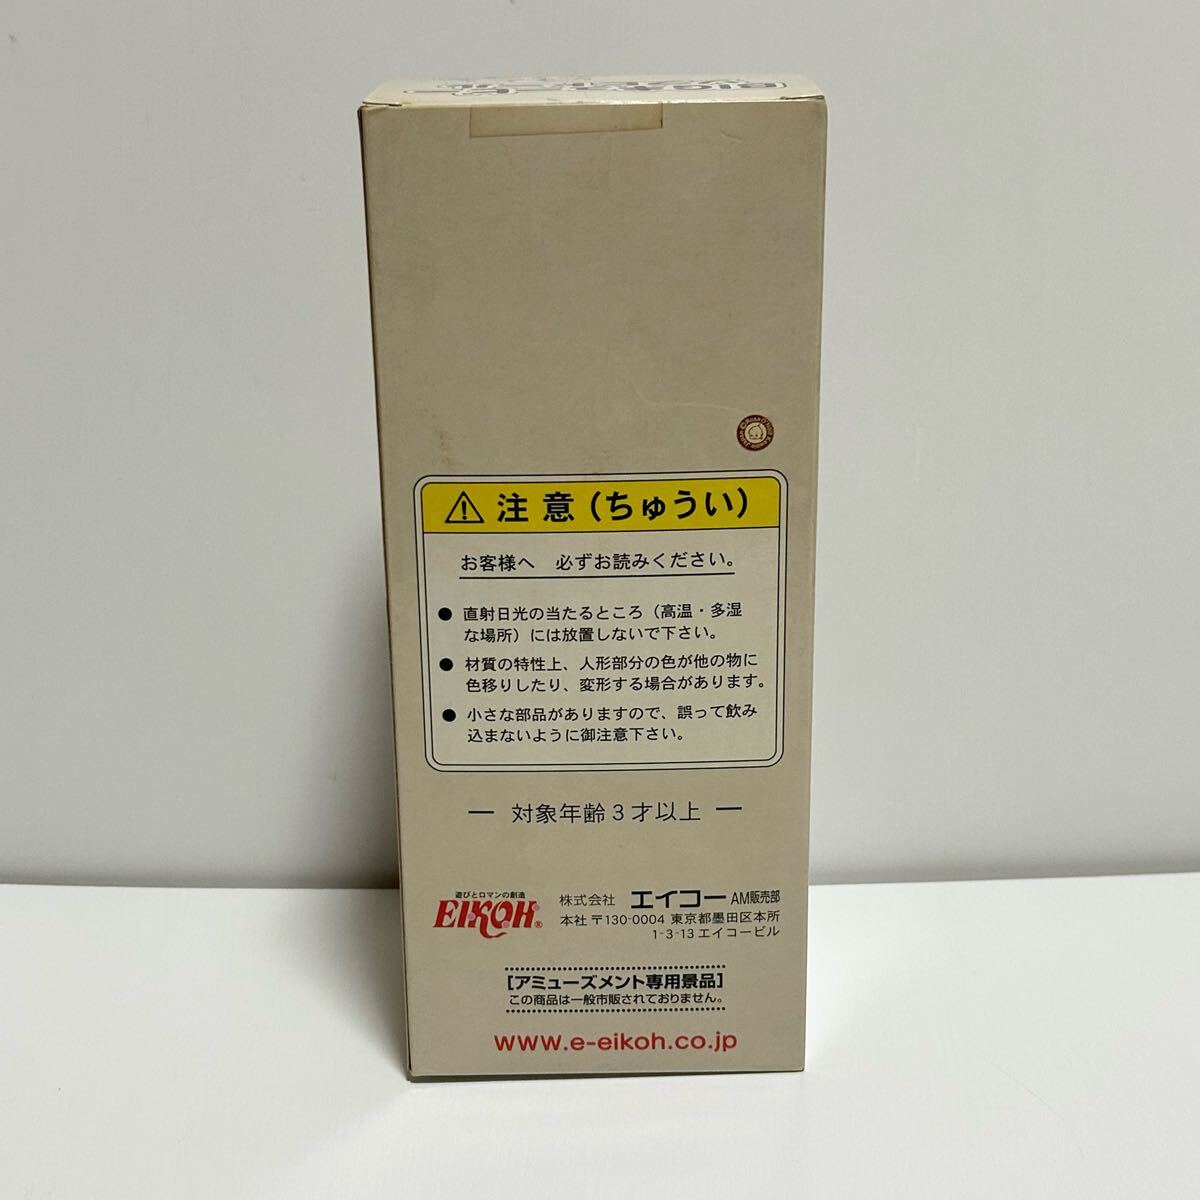 注意(ちゅうい)
お客様へ 必ずお読みください。
● 直射日光の当たるところ（高温・多湿
な場所）には放置しないで下さい。
● 材質の特性上、人形部分の色が他の物に
色移りしたり、変形する場合があります。
● 小さな部品がありますので、誤って飲み
込まないように御注意下さい。
— 対象年齢3才以上 —
遊びとロマンの創造
EIKOH®
株式会社 エイコー AM販売部
本社 〒130-0004 東京都墨田区本所
1-3-13 エイコービル
[アミューズメント専用景品]
この商品は一般市販されておりません。
www.e-eikoh.co.jp